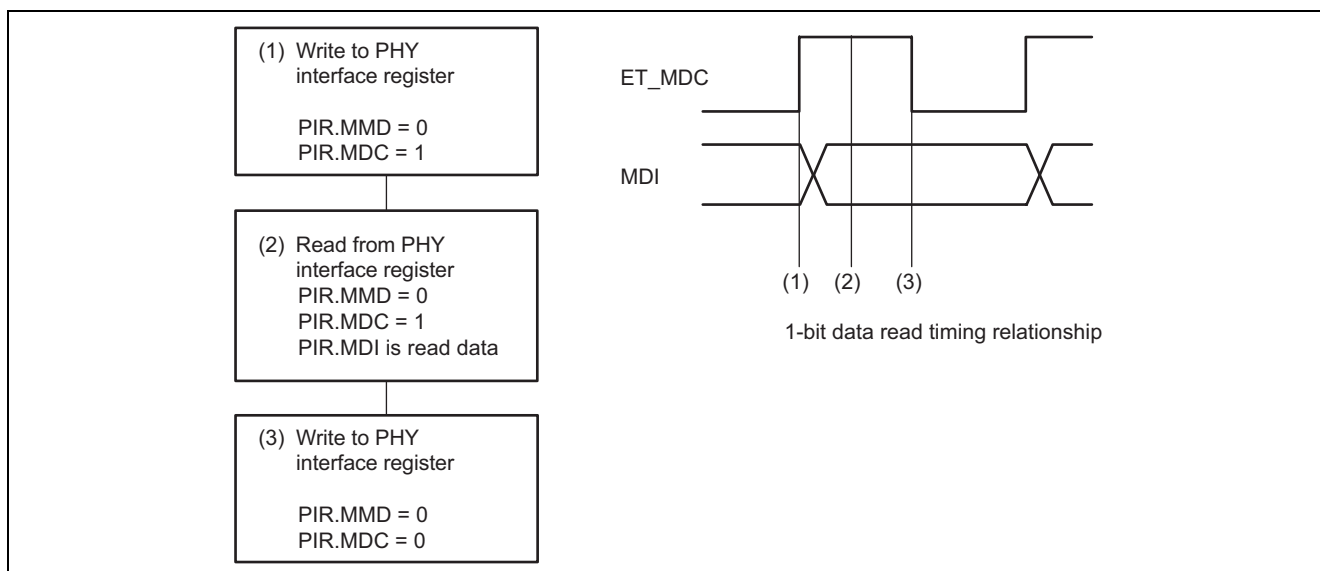 (1) Write to PHY
interface register
PIR.MMD = 0
PIR.MDC = 1
(2) Read from PHY
interface register
PIR.MMD = 0
PIR.MDC = 1
PIR.MDI is read data
(3) Write to PHY
interface register
PIR.MMD = 0
PIR.MDC = 0
ET_MDC
MDI
(1) (2) (3)
1-bit data read timing relationship